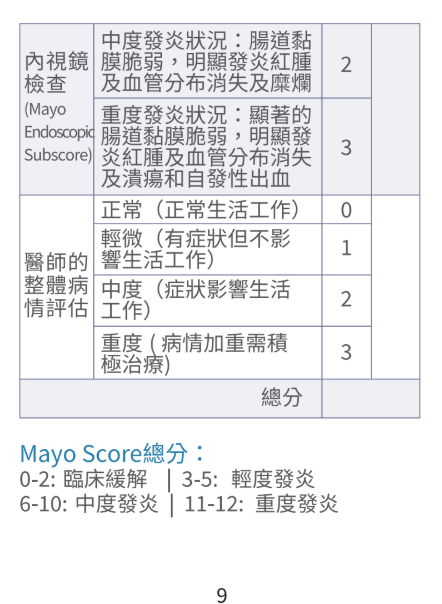 內視鏡
檢查
(Mayo
Endoscopic
Subscore)
中度發炎狀況：腸道黏
膜脆弱，明顯發炎紅腫
及血管分布消失及糜爛
2
重度發炎狀況：顯著的
腸道黏膜脆弱，明顯發
炎紅腫及血管分布消失
及潰瘍和自發性出血
3
醫師的
整體病
情評估
正常（正常生活工作）
0
輕微（有症狀但不影
響生活工作）
1
中度（症狀影響生活
工作）
2
重度 ( 病情加重需積
極治療)
3
總分
Mayo Score總分：
0-2: 臨床緩解 | 3-5: 輕度發炎
6-10: 中度發炎 | 11-12: 重度發炎
9